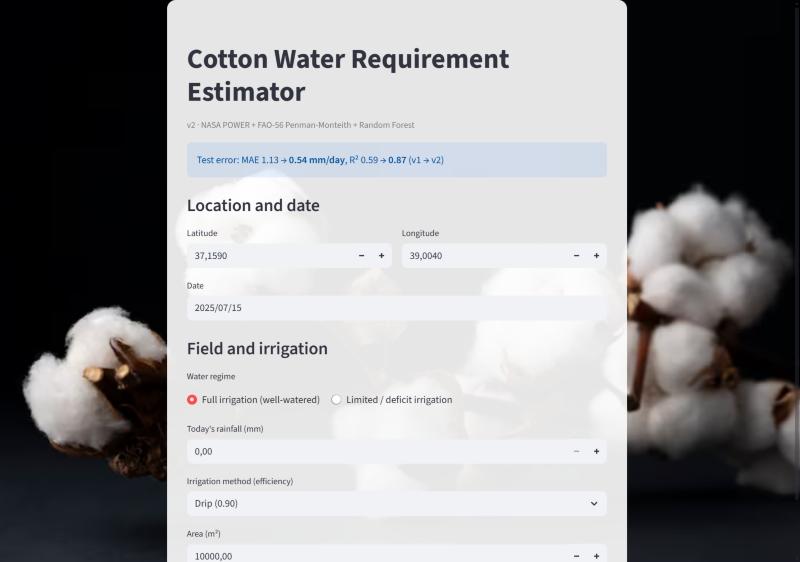 Cotton Water Requirement
Estimator
v2 · NASA POWER + FAO-56 Penman-Monteith + Random Forest
Test error: MAE 1.13 → 0.54 mm/day, R² 0.59 → 0.87 (v1 → v2)
Location and date
Latitude
Longitude
37,1590
39,0040
Date
2025/07/15
Field and irrigation
Water regime
Full irrigation (well-watered)
Limited / deficit irrigation
Today's rainfall (mm)
0,00
Irrigation method (efficiency)
Drip (0.90)
Area (m²)
10000,00